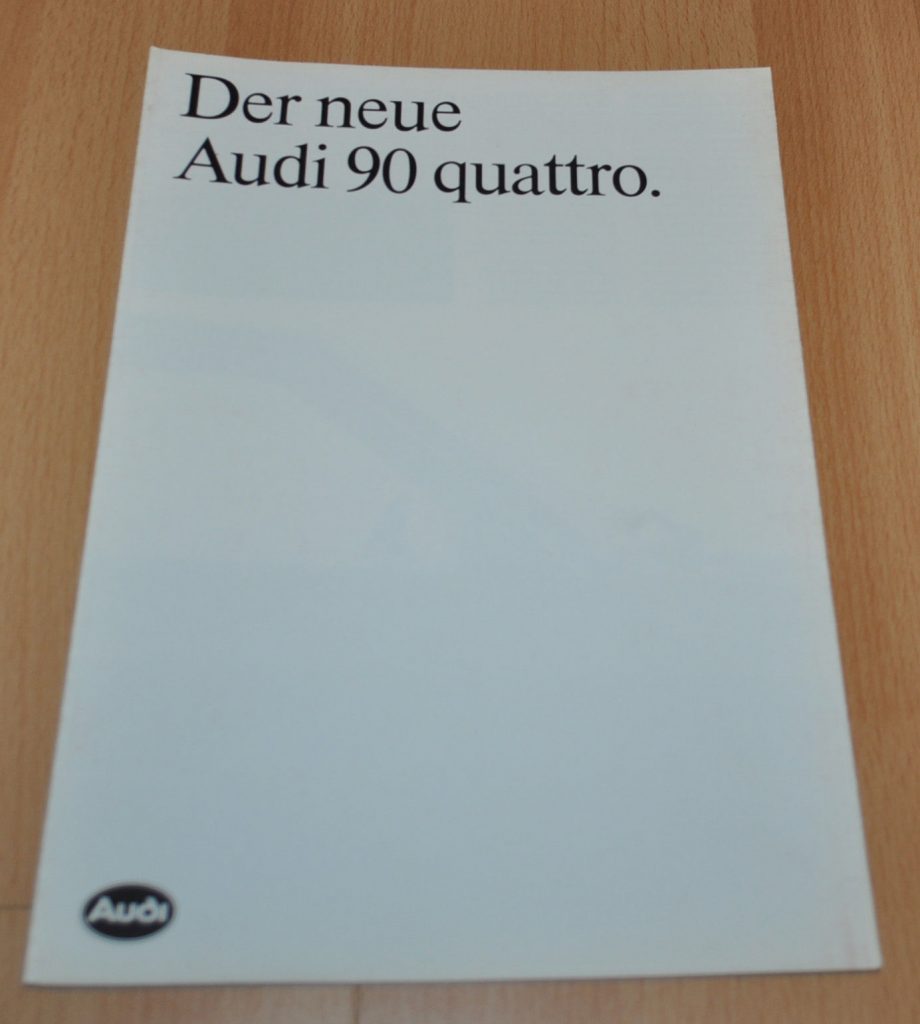 Der neue
Audi 90 quattro.
Audi